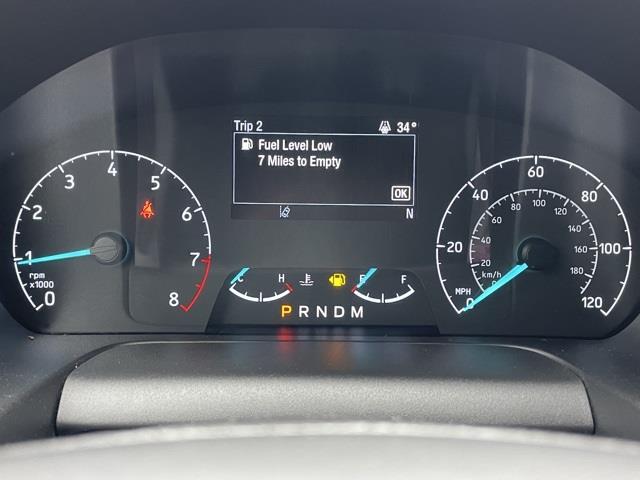 Trip 2
34°
Fuel Level Low
7 Miles to Empty
OK
N
0
1
2
3
4
5
6
7
8
rpm
x1000
C H
E F
P R N D M
0
20
40
60
80
100
120
MPH
20
40
60
80
100
120
140
160
180
km/h